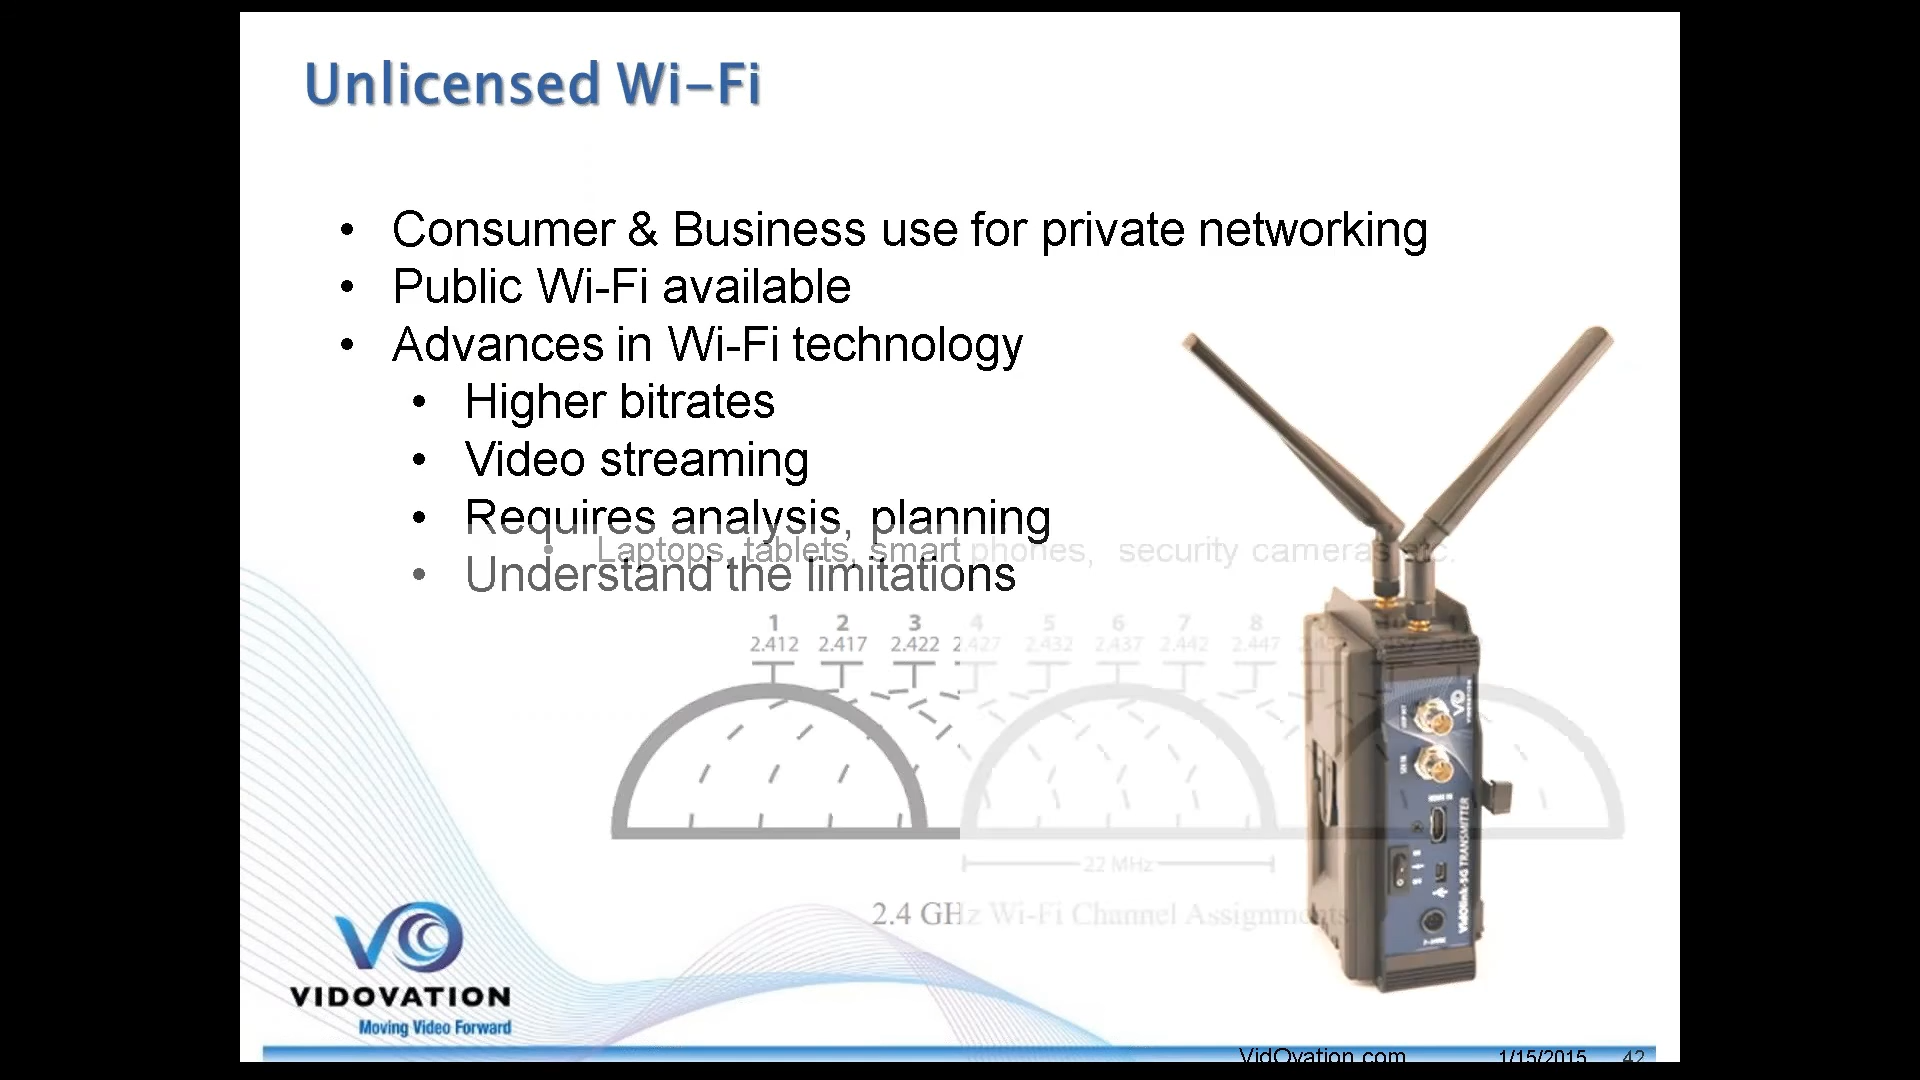 Unlicensed Wi-Fi
• Consumer & Business use for private networking
• Public Wi-Fi available
• Advances in Wi-Fi technology
• Higher bitrates
• Video streaming
• Requires analysis, planning
• Laptops, tablets, smart phones, security cameras etc.
• Understand the limitations
1 2 3 4 5 6 7 8
2.412 2.417 2.422 2.427 2.432 2.437 2.442 2.447
22 MHz
2.4 GHz Wi-Fi Channel Assignments
VidOlink-5G TRANSMITTER
VO
VIDOVATION
Moving Video Forward
VidOvation.com 1/15/2015 42